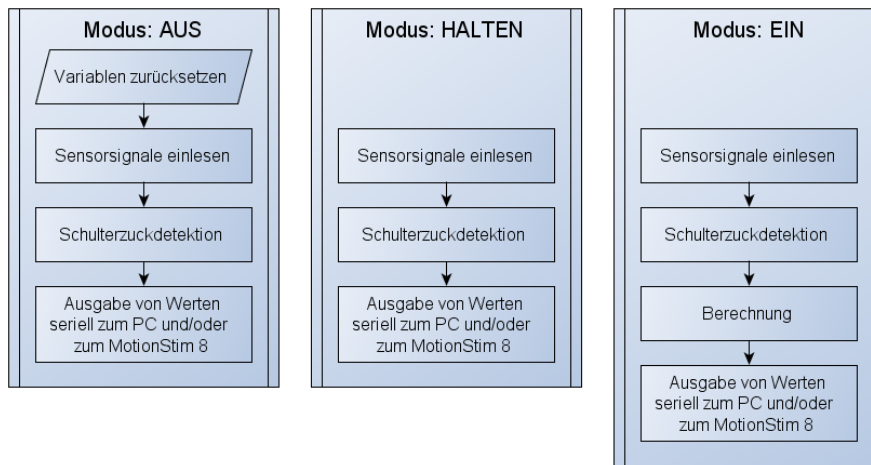 Modus: AUS
Variablen zurücksetzen
Sensorsignale einlesen
Schulterzuckdetektion
Ausgabe von Werten
seriell zum PC und/oder
zum MotionStim 8
Modus: HALTEN
Sensorsignale einlesen
Schulterzuckdetektion
Ausgabe von Werten
seriell zum PC und/oder
zum MotionStim 8
Modus: EIN
Sensorsignale einlesen
Schulterzuckdetektion
Berechnung
Ausgabe von Werten
seriell zum PC und/oder
zum MotionStim 8